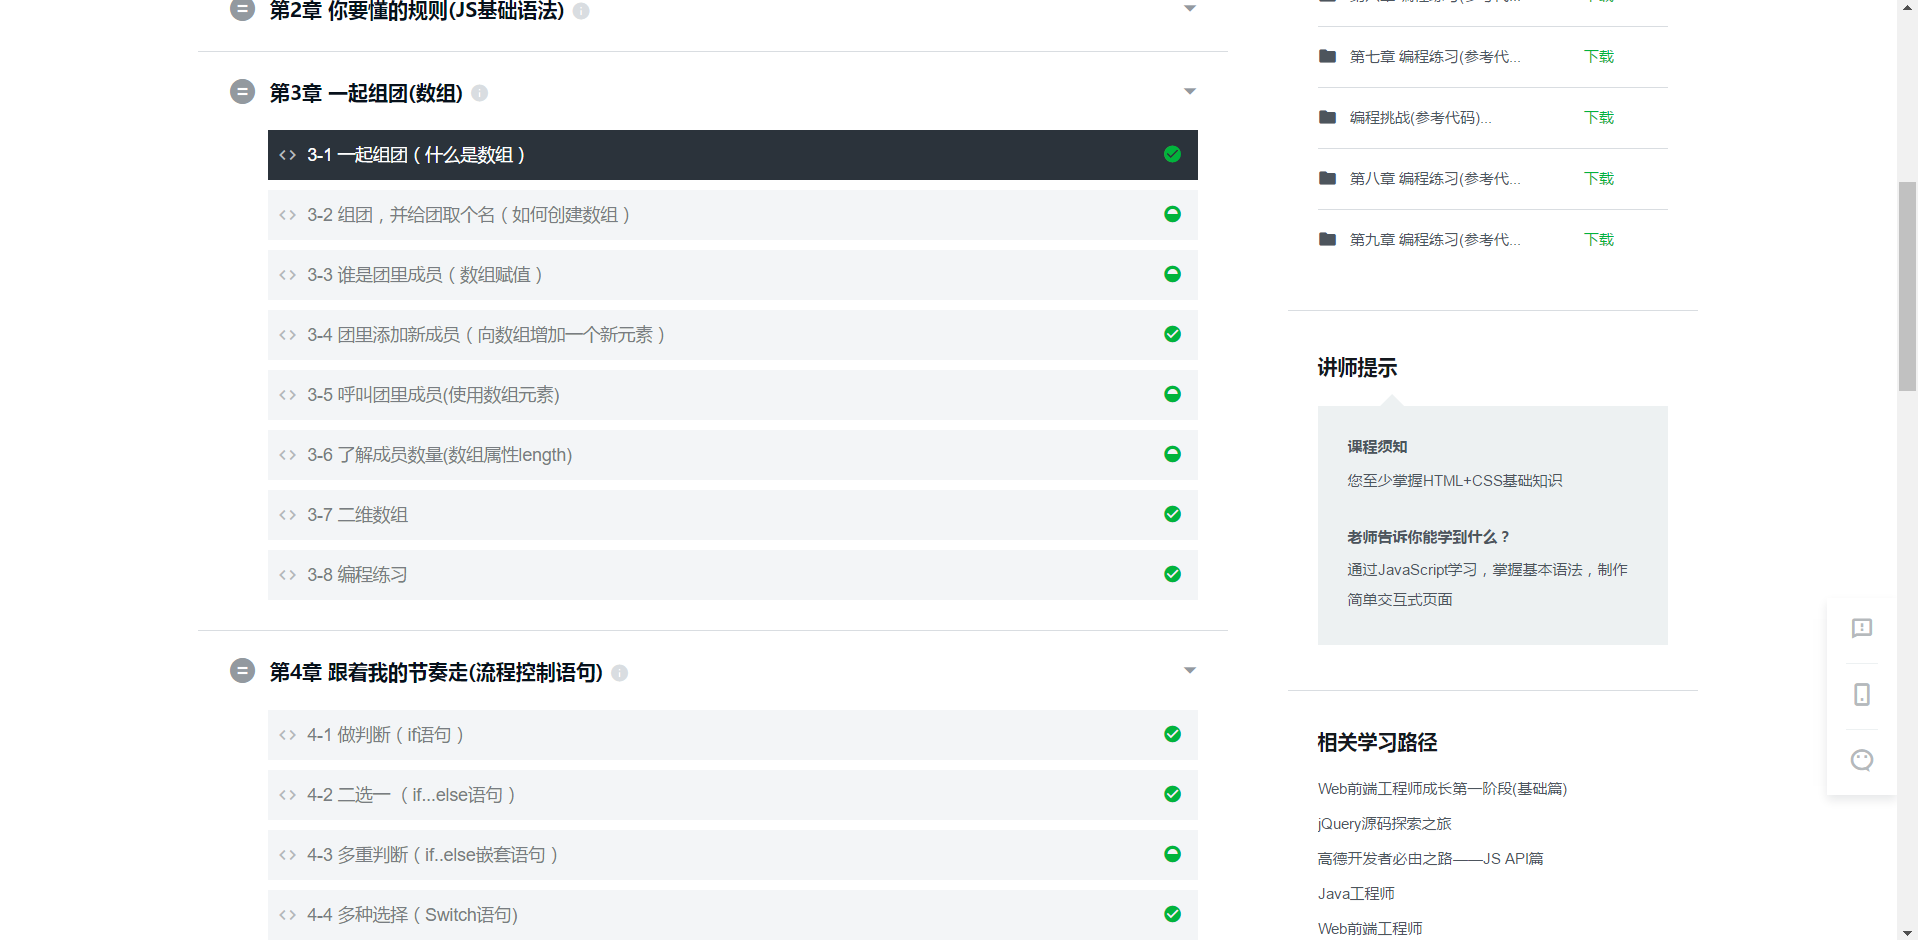 第2章 你要懂的规则(JS基础语法)
第3章 一起组团(数组)
3-1 一起组团（什么是数组）
3-2 组团，并给团取个名（如何创建数组）
3-3 谁是团里成员（数组赋值）
3-4 团里添加新成员（向数组增加一个新元素）
3-5 呼叫团里成员(使用数组元素)
3-6 了解成员数量(数组属性length)
3-7 二维数组
3-8 编程练习
第4章 跟着我的节奏走(流程控制语句)
4-1 做判断（if语句）
4-2 二选一 （if...else语句）
4-3 多重判断（if..else嵌套语句）
4-4 多种选择（Switch语句)
第七章 编程练习(参考代... 下载
编程挑战(参考代码)... 下载
第八章 编程练习(参考代... 下载
第九章 编程练习(参考代... 下载
讲师提示
课程须知
您至少掌握HTML+CSS基础知识
老师告诉你能学到什么？
通过JavaScript学习，掌握基本语法，制作
简单交互式页面
相关学习路径
Web前端工程师成长第一阶段(基础篇)
jQuery源码探索之旅
高德开发者必由之路——JS API篇
Java工程师
Web前端工程师